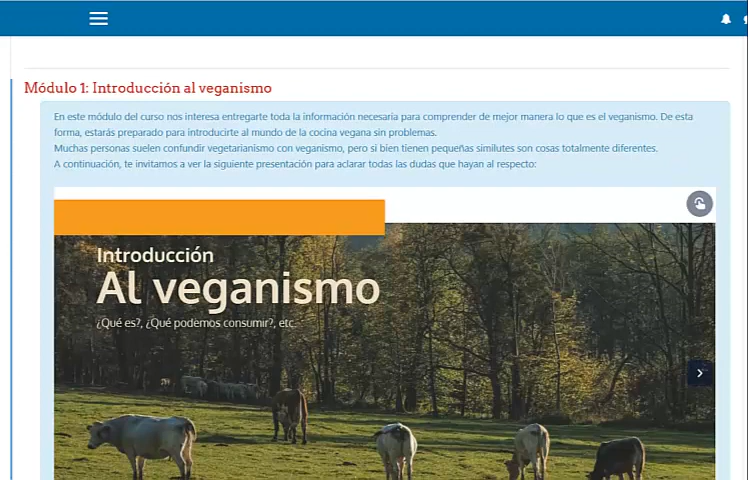 Módulo 1: Introducción al veganismo
En este módulo del curso nos interesa entregarte toda la información necesaria para comprender de mejor manera lo que es el veganismo. De esta
forma, estarás preparado para introducirte al mundo de la cocina vegana sin problemas.
Muchas personas suelen confundir vegetarianismo con veganismo, pero si bien tienen pequeñas similutes son cosas totalmente diferentes.
A continuación, te invitamos a ver la siguiente presentación para aclarar todas las dudas que hayan al respecto:
Introducción
Al veganismo
¿Qué es?, ¿Qué podemos consumir?, etc.